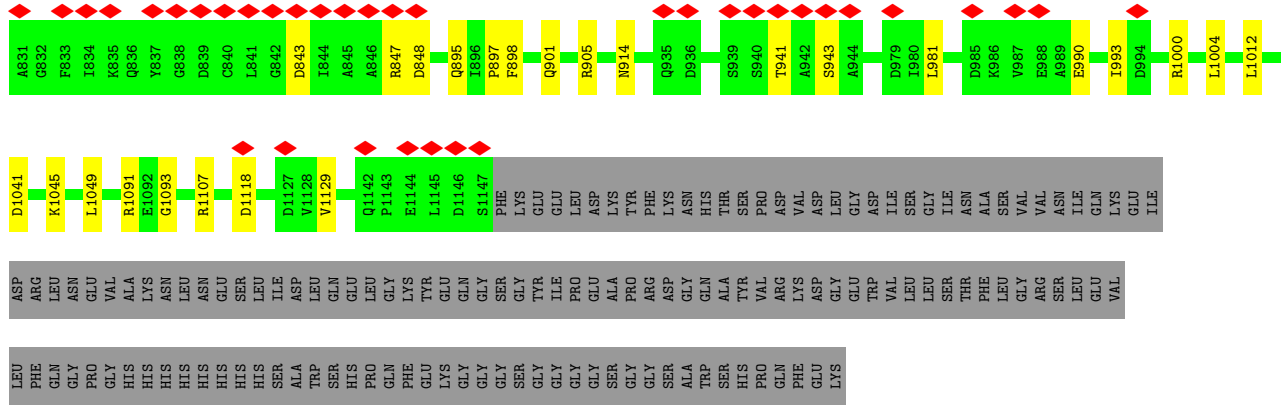 A831 G832 F833 I834 K835 Q836 Y837 G838 D839 C840 L841 G842 D843 I844 A845 A846 R847 D848 Q895 I896 P897 F898 Q901 R905 N914 Q935 D936 S939 S940 T941 A942 S943 A944 D979 I980 L981 D985 K986 V987 E988 A989 E990 I993 D994 R1000 L1004 L1012
D1041 K1045 L1049 R1091 E1092 G1093 R1107 D1118 D1127 V1128 V1129 Q1142 P1143 E1144 L1145 D1146 S1147 PHE LYS GLU GLU LEU ASP LYS TYR PHE LYS ASN HIS THR SER PRO ASP VAL ASP LEU GLY ASP ILE SER GLY ILE ASN ALA SER VAL VAL ASN ILE GLN LYS GLU ILE
ASP ARG LEU ASN GLU VAL ALA LYS ASN LEU ASN GLU SER LEU ILE ASP LEU GLN GLU LEU GLY LYS TYR GLU GLN GLY SER GLY TYR ILE PRO GLU ALA PRO ARG ASP GLY GLN ALA TYR VAL ARG LYS ASP GLY GLU TRP VAL LEU LEU SER THR PHE LEU GLY ARG SER LEU GLU VAL
LEU PHE GLN GLY PRO GLY HIS HIS HIS HIS HIS HIS HIS HIS SER ALA TRP SER HIS PRO GLN PHE GLU LYS GLY GLY GLY SER GLY GLY GLY GLY SER GLY GLY SER ALA TRP SER HIS PRO GLN PHE GLU LYS